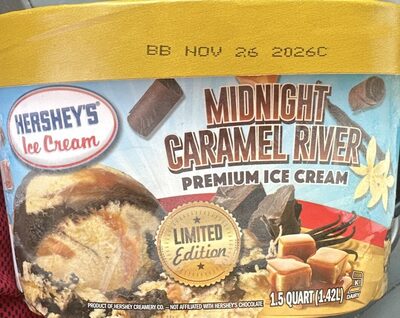 BB NOV 26 2026C
HERSHEY'S
Ice Cream
MIDNIGHT
CARAMEL RIVER
PREMIUM ICE CREAM
LIMITED
Edition
1.5 QUART (1.42L)
K
DAIRY
PRODUCT OF HERSHEY CREAMERY CO. - NOT AFFILIATED WITH HERSHEY'S CHOCOLATE